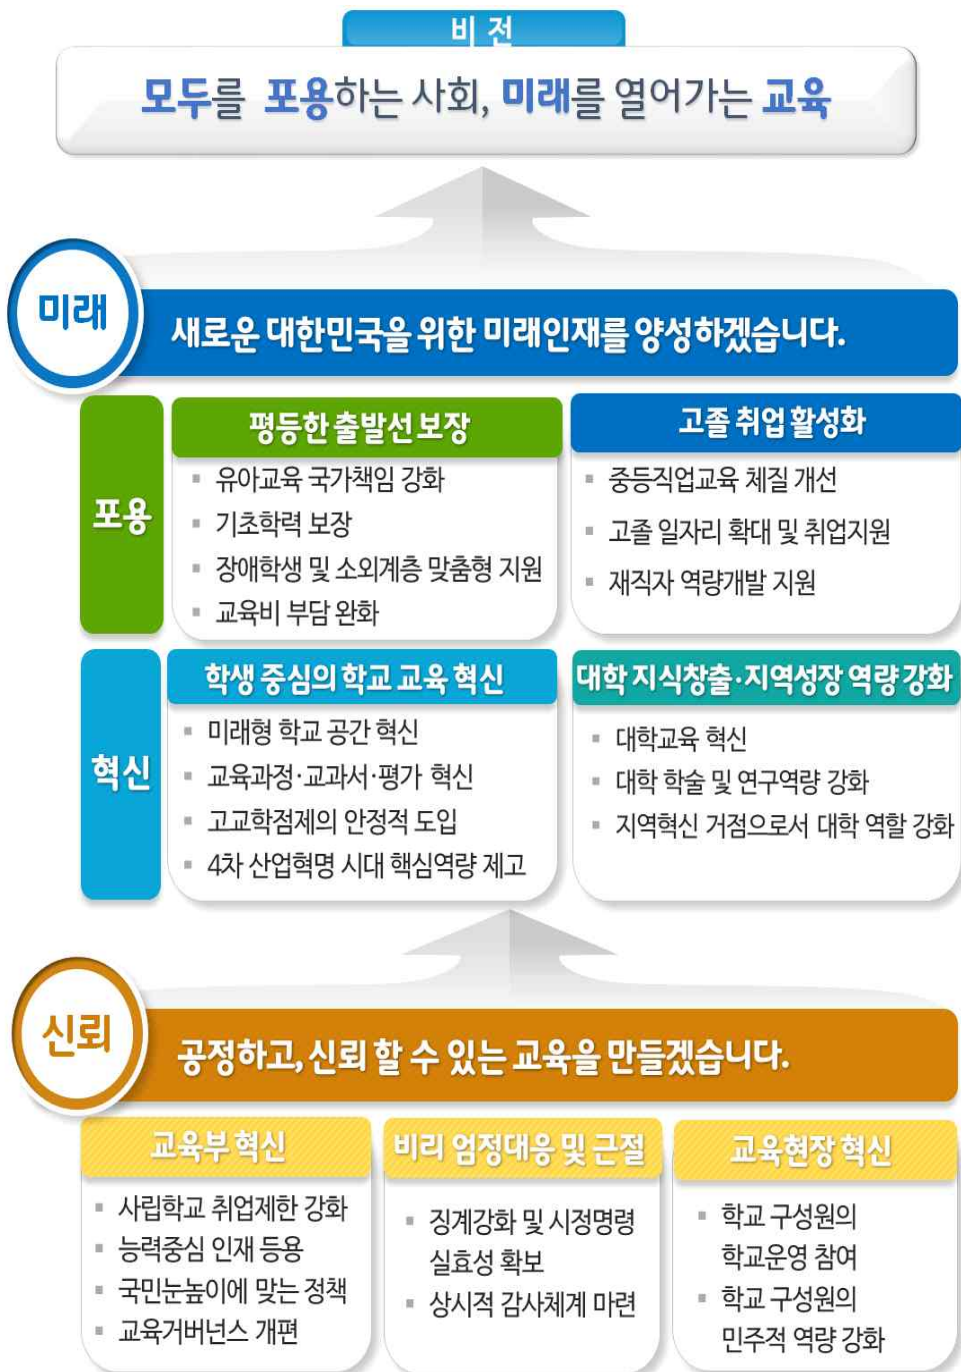 비 전
모두를 포용하는 사회, 미래를 열어가는 교육
미래
새로운 대한민국을 위한 미래인재를 양성하겠습니다.
포용
평등한 출발선 보장
유아교육 국가책임 강화
기초학력 보장
장애학생 및 소외계층 맞춤형 지원
교육비 부담 완화
고졸 취업 활성화
중등직업교육 체질 개선
고졸 일자리 확대 및 취업지원
재직자 역량개발 지원
혁신
학생 중심의 학교 교육 혁신
미래형 학교 공간 혁신
교육과정·교과서·평가 혁신
고교학점제의 안정적 도입
4차 산업혁명 시대 핵심역량 제고
대학 지식창출·지역성장 역량 강화
대학교육 혁신
대학 학술 및 연구역량 강화
지역혁신 거점으로서 대학 역할 강화
신뢰
공정하고, 신뢰 할 수 있는 교육을 만들겠습니다.
교육부 혁신
사립학교 취업제한 강화
능력중심 인재 등용
국민눈높이에 맞는 정책
교육거버넌스 개편
비리 엄정대응 및 근절
징계강화 및 시정명령
실효성 확보
상시적 감사체계 마련
교육현장 혁신
학교 구성원의
학교운영 참여
학교 구성원의
민주적 역량 강화